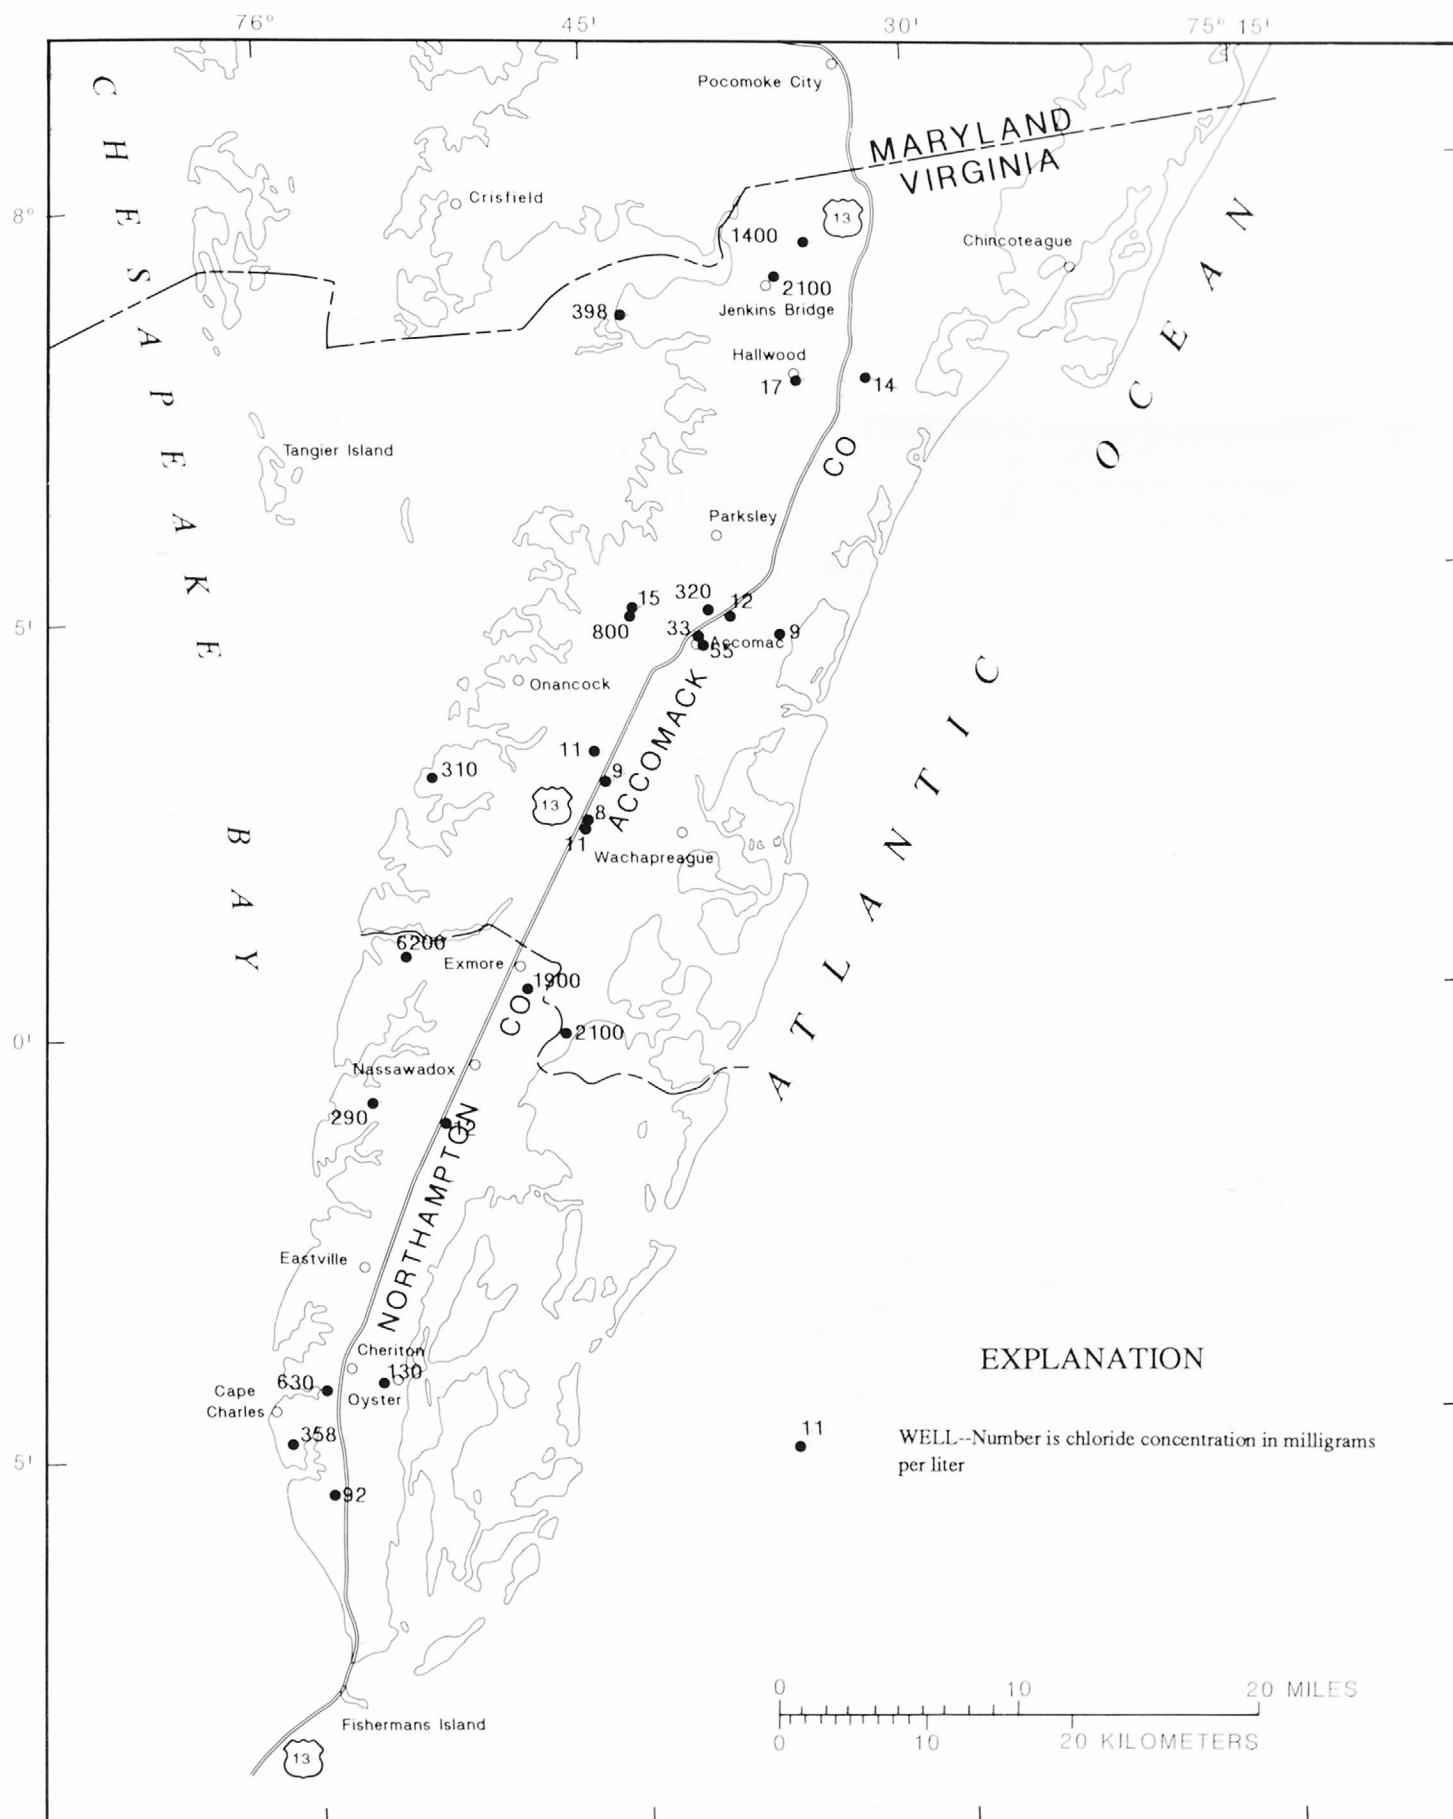 76° 45' 30' 75° 15'
Pocomoke City
MARYLAND
VIRGINIA
CHESAPEAKE BAY
Crisfield
8°
13
1400
Chincoteague
2100
Jenkins Bridge
398
Hallwood
17
14
ATLANTIC OCEAN
Tangier Island
Parksley
15
320
12
800
33
9
5'
Accomac
55
Onancock
ACCOMACK CO
11
310
9
13
8
11
Wachapreague
6200
Exmore
1900
2100
0'
Nassawadox
290
NORTHAMPTON CO
Eastville
Cheriton
130
630
Oyster
Cape
Charles
358
5'
92
EXPLANATION
11
WELL--Number is chloride concentration in milligrams
per liter
0 10 20 MILES
0 10 20 KILOMETERS
Fishermans Island
13